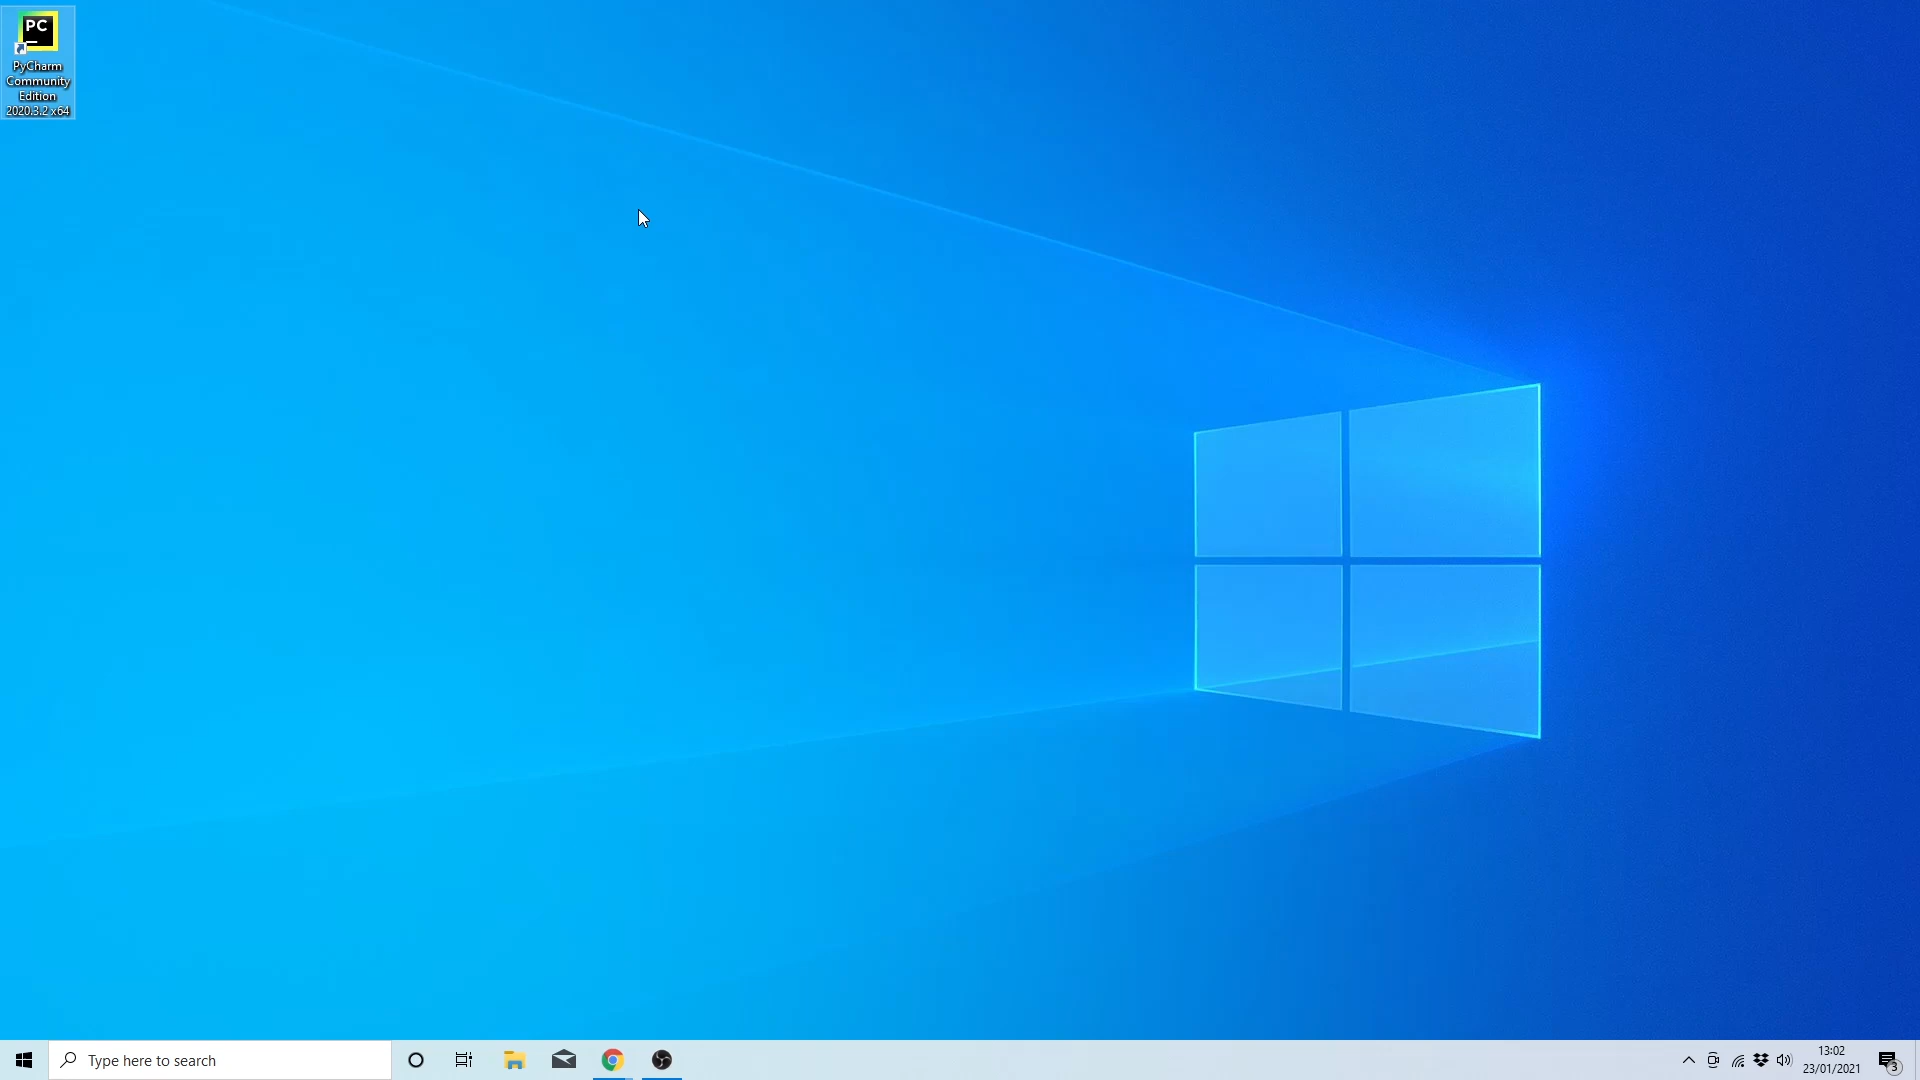 PC
PyCharm
Community
Edition
2020.3.2 x64
Type here to search
13:02
23/01/2021
3